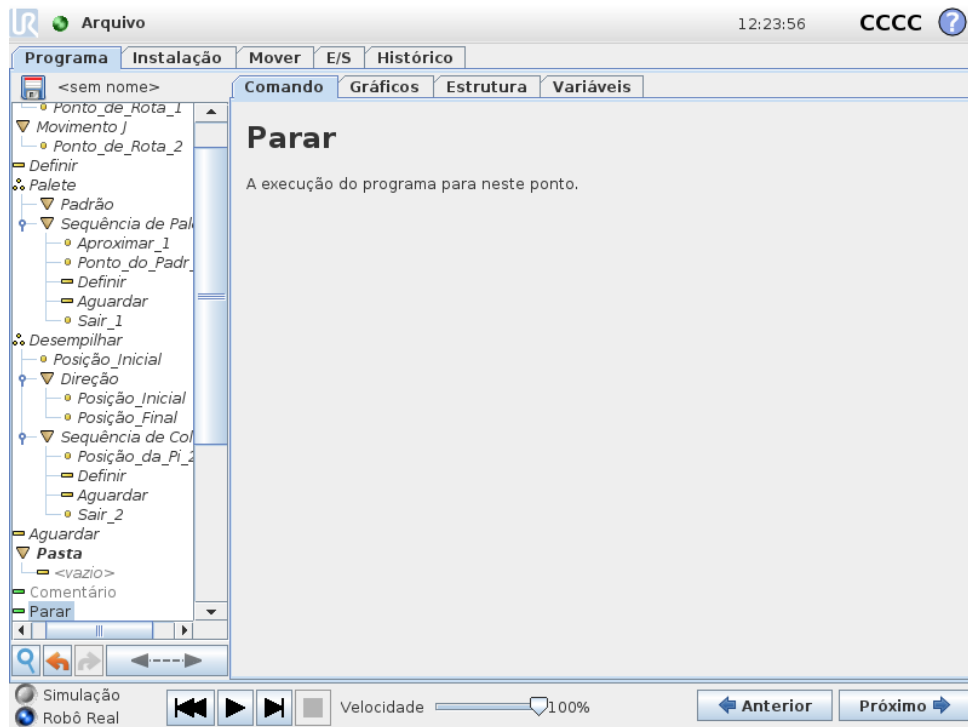 UR Arquivo 12:23:56 CCCC ?
Programa Instalação Mover E/S Histórico
<sem nome>
Comando Gráficos Estrutura Variáveis
Ponto_de_Rota_1
Movimento J
Ponto_de_Rota_2
Definir
Palete
Padrão
Sequência de Pal
Aproximar_1
Ponto_do_Padr_
Definir
Aguardar
Sair_1
Desempilhar
Posição_Inicial
Direção
Posição_Inicial
Posição_Final
Sequência de Col
Posição_da_Pi_2
Definir
Aguardar
Sair_2
Aguardar
Pasta
<vazio>
Comentário
Parar
Parar
A execução do programa para neste ponto.
Simulação
Robô Real
Velocidade 100%
Anterior Próximo